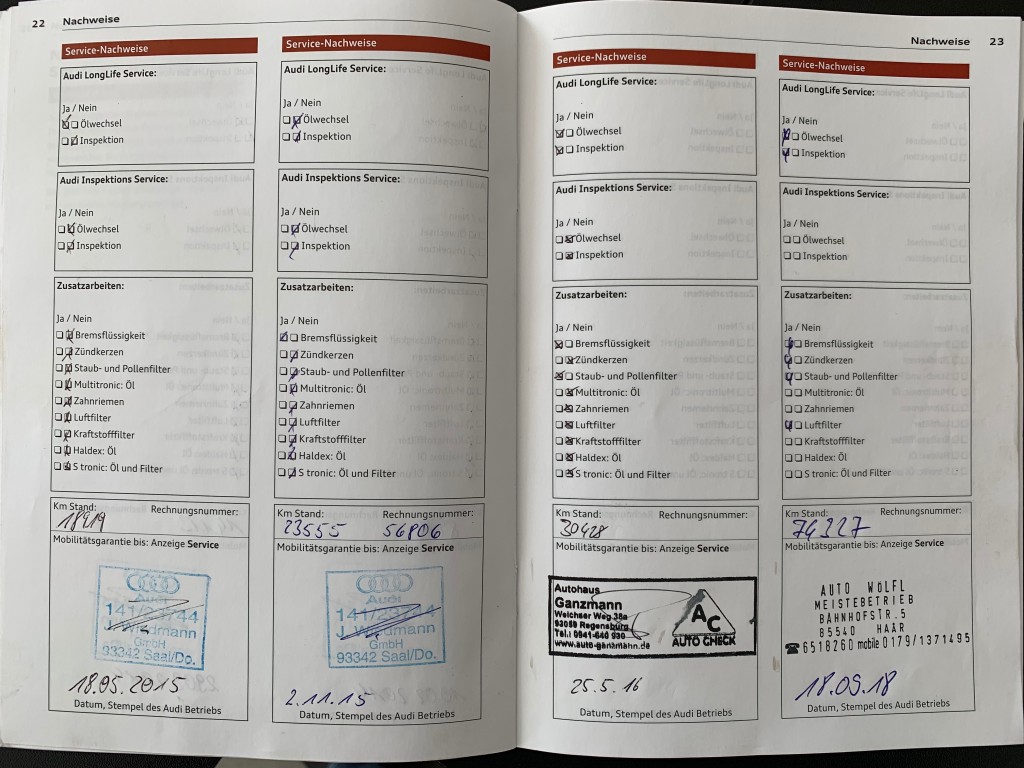 22 Nachweise
Service-Nachweise
Audi LongLife Service:
Ja / Nein
Ölwechsel
Inspektion
Audi Inspektions Service:
Ja / Nein
Ölwechsel
Inspektion
Zusatzarbeiten:
Ja / Nein
Bremsflüssigkeit
Zündkerzen
Staub- und Pollenfilter
Multitronic: Öl
Zahnriemen
Luftfilter
Kraftstofffilter
Haldex: Öl
S tronic: Öl und Filter
Km Stand: Rechnungsnummer:
18919
Mobilitätsgarantie bis: Anzeige Service
Audi
GmbH
93342 Saal/Do.
18.05.2015
Datum, Stempel des Audi Betriebs
Service-Nachweise
Audi LongLife Service:
Ja / Nein
Ölwechsel
Inspektion
Audi Inspektions Service:
Ja / Nein
Ölwechsel
Inspektion
Zusatzarbeiten:
Ja / Nein
Bremsflüssigkeit
Zündkerzen
Staub- und Pollenfilter
Multitronic: Öl
Zahnriemen
Luftfilter
Kraftstofffilter
Haldex: Öl
S tronic: Öl und Filter
Km Stand: Rechnungsnummer:
23555 56806
Mobilitätsgarantie bis: Anzeige Service
Audi
GmbH
93342 Saal/Do.
2.11.15
Datum, Stempel des Audi Betriebs
Nachweise 23
Service-Nachweise
Audi LongLife Service:
Ja / Nein
Ölwechsel
Inspektion
Audi Inspektions Service:
Ja / Nein
Ölwechsel
Inspektion
Zusatzarbeiten:
Ja / Nein
Bremsflüssigkeit
Zündkerzen
Staub- und Pollenfilter
Multitronic: Öl
Zahnriemen
Luftfilter
Kraftstofffilter
Haldex: Öl
S tronic: Öl und Filter
Km Stand: Rechnungsnummer:
30428
Mobilitätsgarantie bis: Anzeige Service
Autohaus
Ganzmann
Weichser Weg 38a
93059 Regensburg
Tel.: 0941-640 930
www.auto-ganzmann.de
AC
AUTO CHECK
25.5.16
Datum, Stempel des Audi Betriebs
Service-Nachweise
Audi LongLife Service:
Ja / Nein
Ölwechsel
Inspektion
Audi Inspektions Service:
Ja / Nein
Ölwechsel
Inspektion
Zusatzarbeiten:
Ja / Nein
Bremsflüssigkeit
Zündkerzen
Staub- und Pollenfilter
Multitronic: Öl
Zahnriemen
Luftfilter
Kraftstofffilter
Haldex: Öl
S tronic: Öl und Filter
Km Stand: Rechnungsnummer:
74327
Mobilitätsgarantie bis: Anzeige Service
AUTO WÖLFL
MEISTEBETRIEB
BAHNHOFSTR.5
85540 HAAR
☎6518260 mobile 0179/1371495
18.09.18
Datum, Stempel des Audi Betriebs